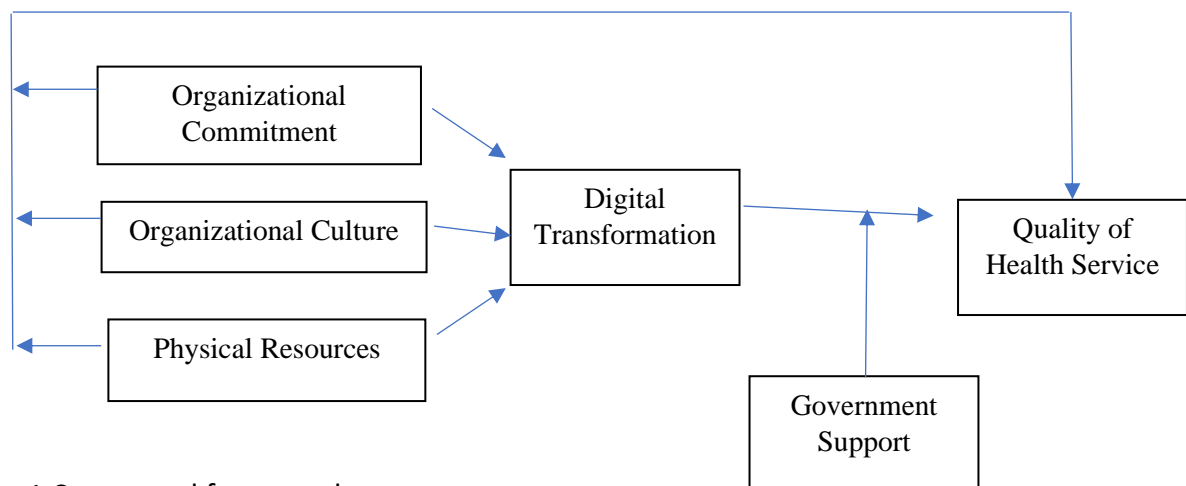 Organizational
Commitment
Organizational Culture
Physical Resources
Digital
Transformation
Quality of
Health Service
Government
Support